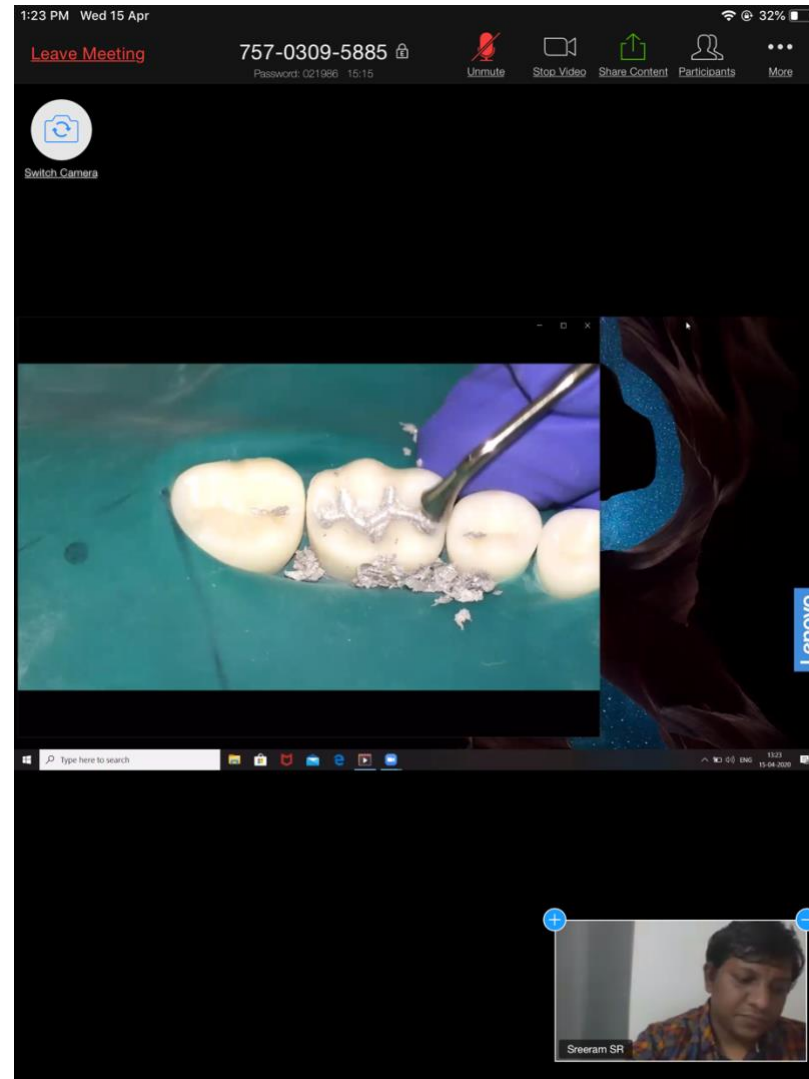 1:23 PM Wed 15 Apr
32%
Leave Meeting
757-0309-5885
Password: 021986 15:15
Unmute
Stop Video
Share Content
Participants
More
Switch Camera
Lenovo
Type here to search
ENG
13:23
15-04-2020
Sreeram SR